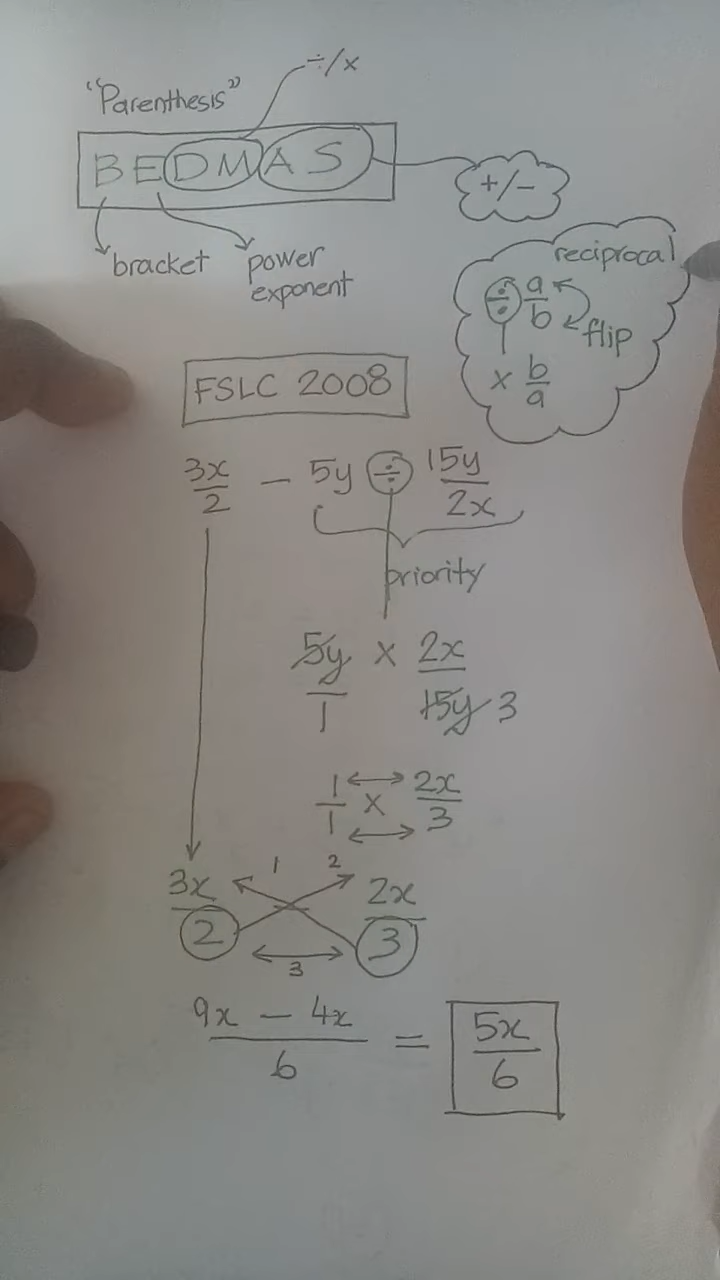 ÷/x
"Parenthesis"
BEDMAS
+/-
bracket
power
exponent
reciprocal
÷ a/b
flip
x b/a
FSLC 2008
3x/2 - 5y ÷ 15y/2x
priority
5y/1 x 2x/15y 3
1/1 x 2x/3
1 2
3x/2 2x/3
3
9x - 4x/6 = 5x/6